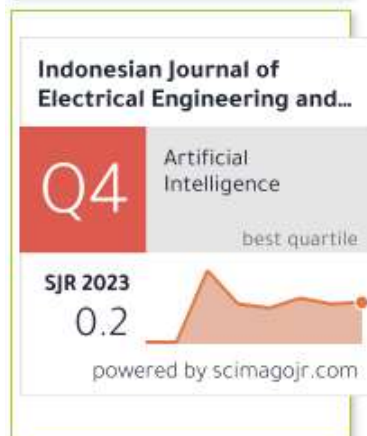 Indonesian Journal of
Electrical Engineering and...
Q4
Artificial
Intelligence
best quartile
SJR 2023
0.2
powered by scimagojr.com